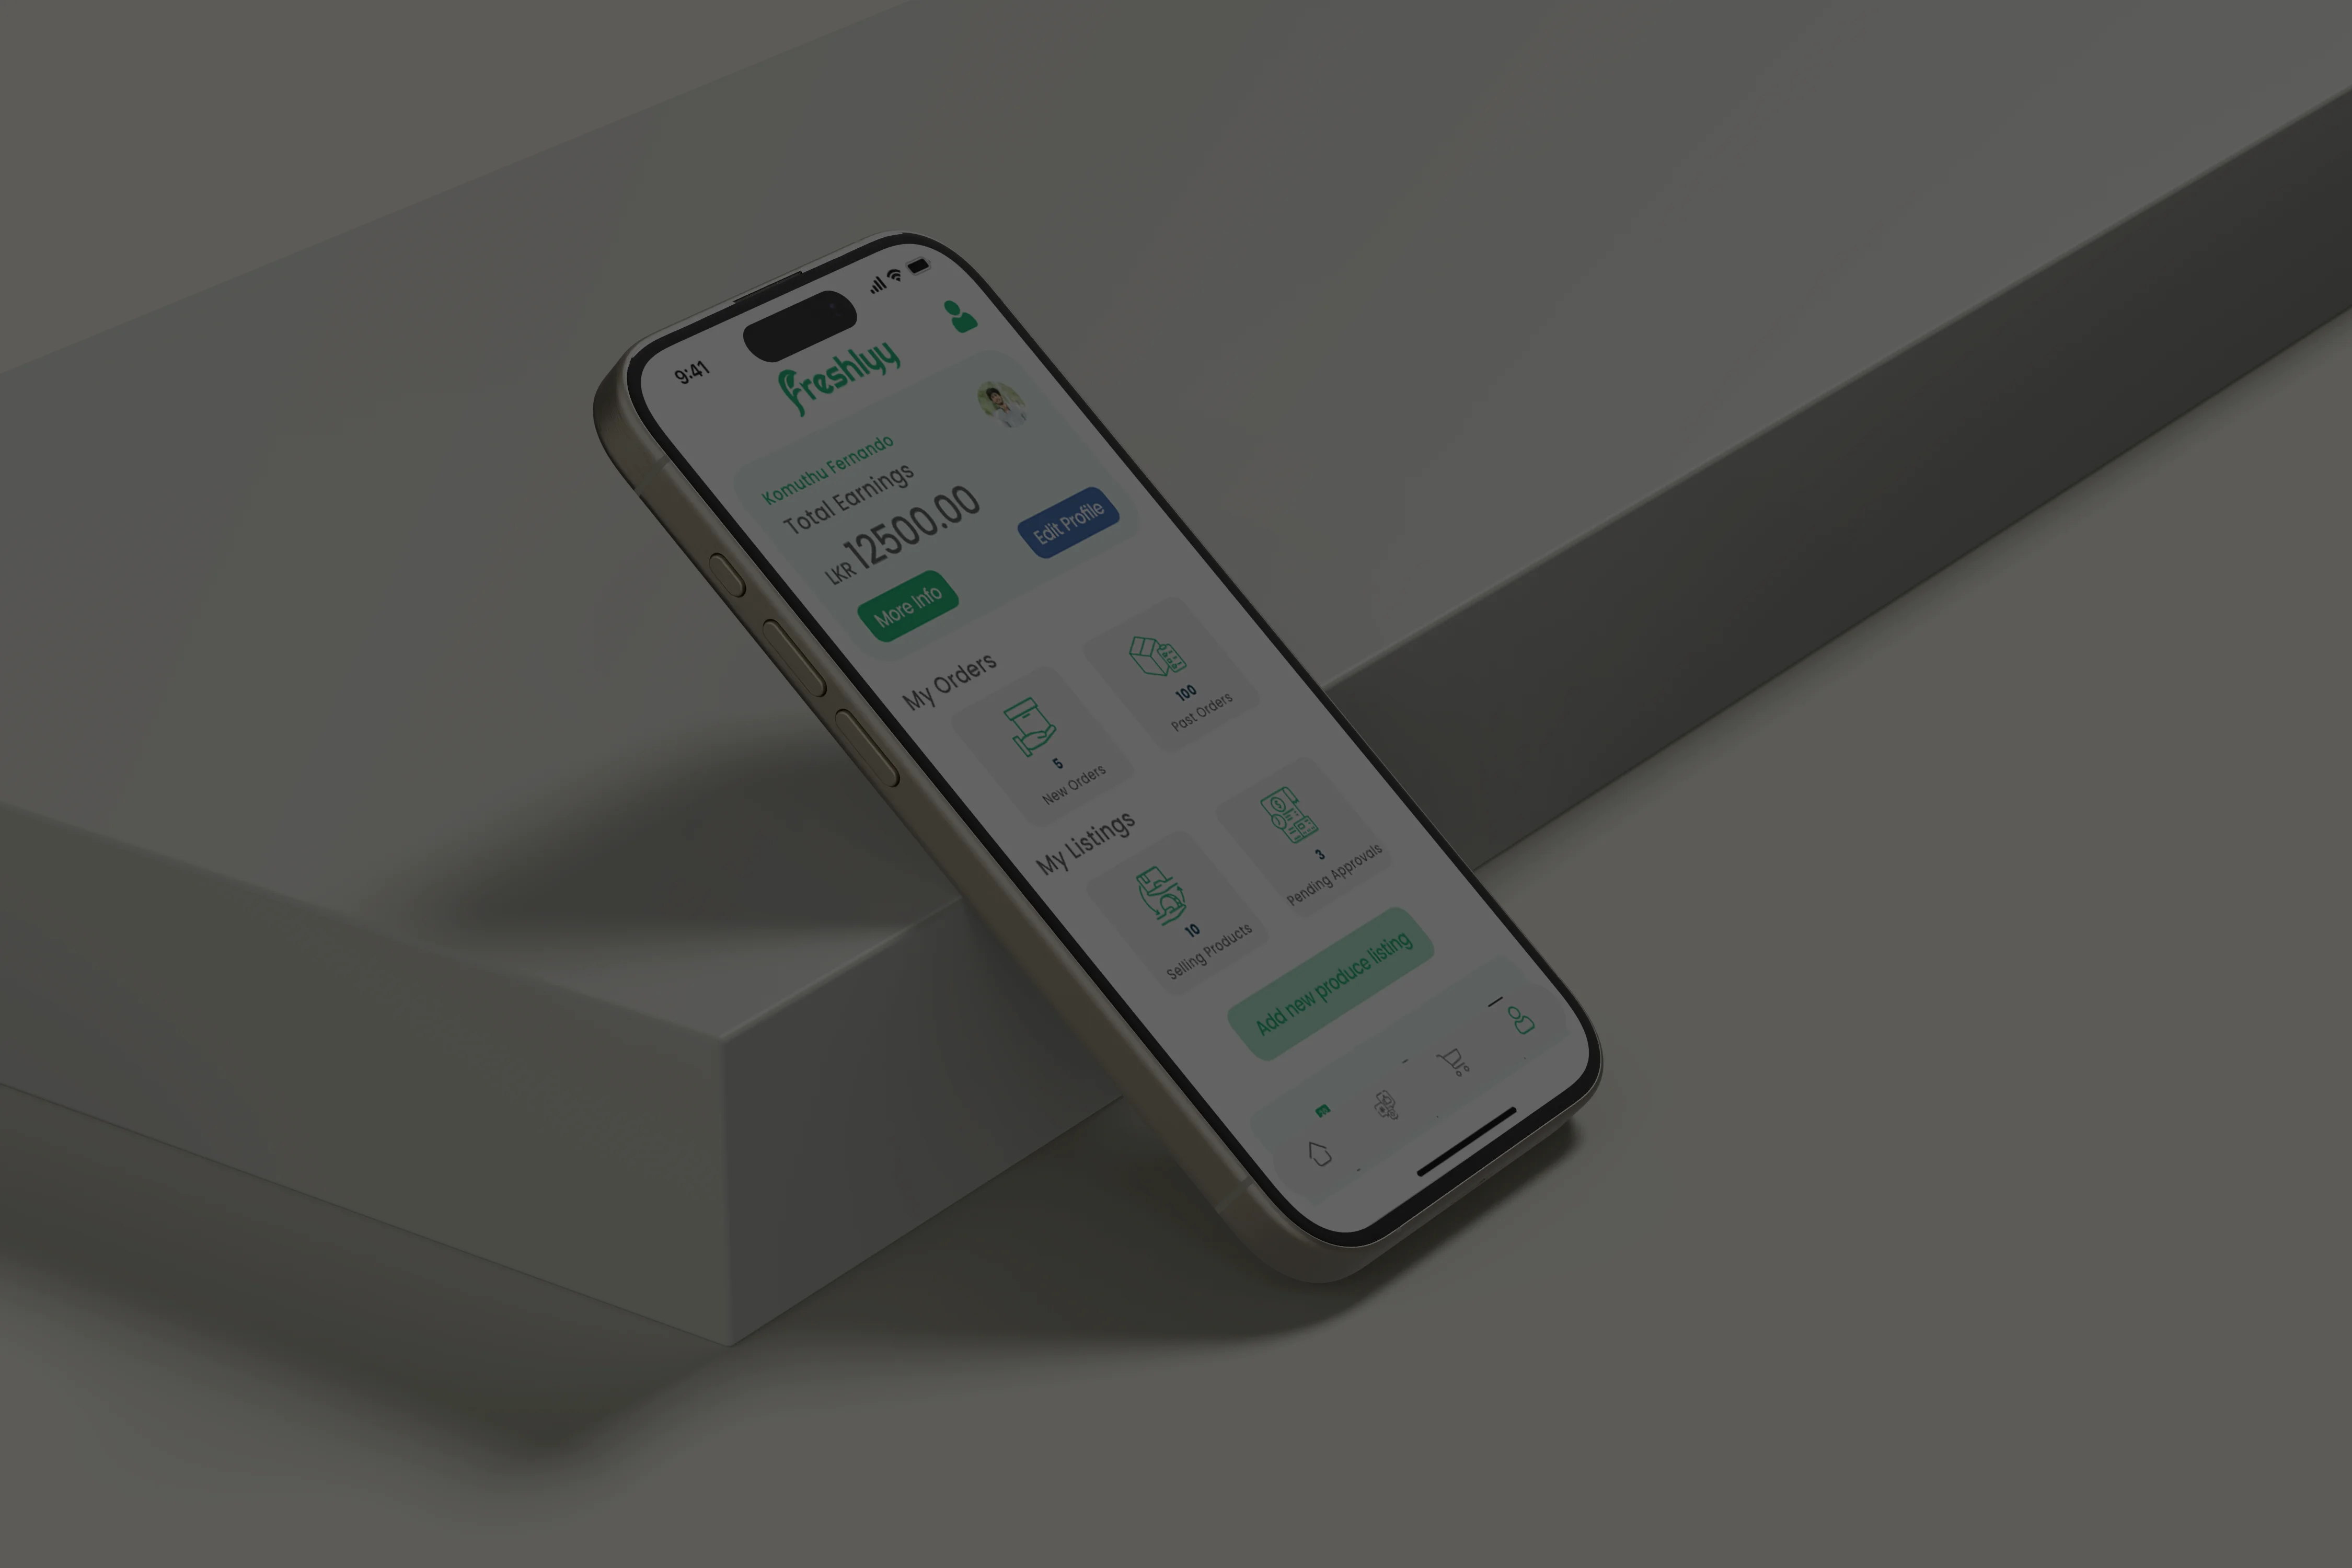 9:41
freshlyy
Komuthu Fernando
Total Earnings
LKR 12500.00
More Info
Edit Profile
My Orders
5
New Orders
100
Past Orders
My Listings
10
Selling Products
3
Pending Approvals
Add new produce listing